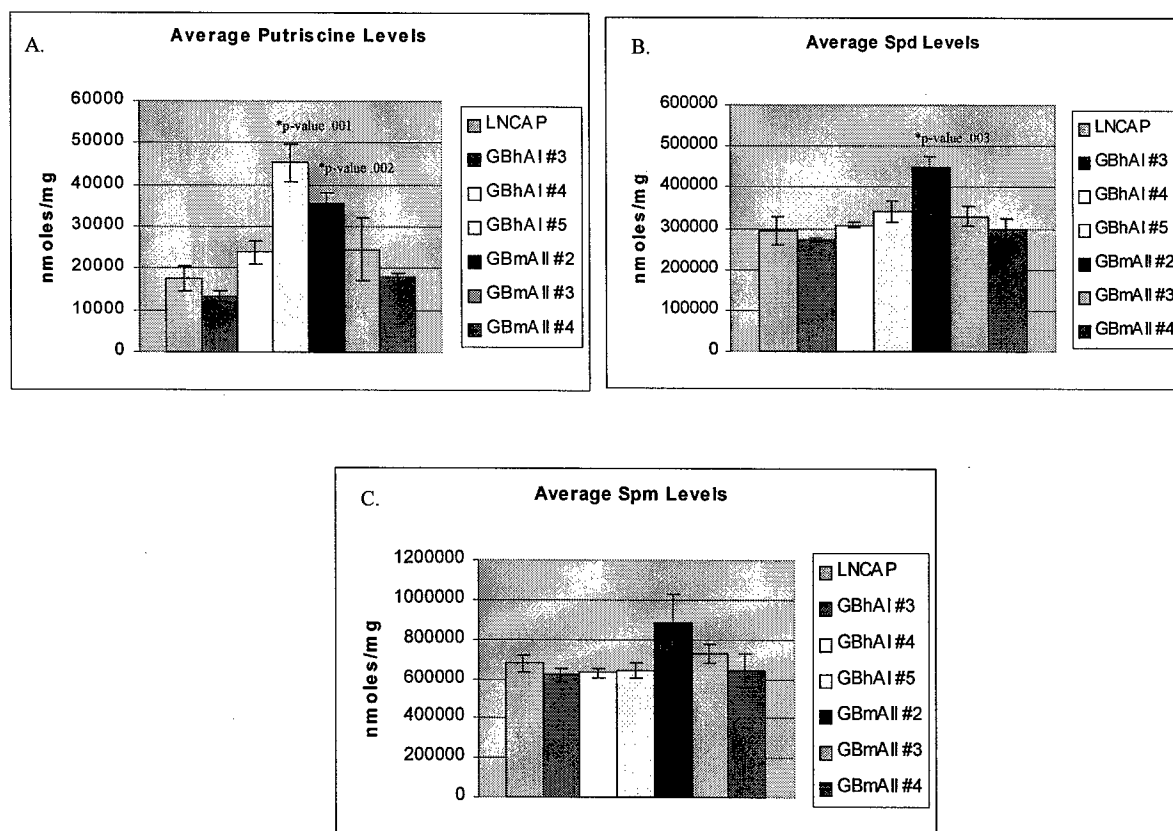 A.
Average Putriscine Levels
nmoles/mg
60000
50000
40000
30000
20000
10000
0
*p-value .001
*p-value .002
LNCAP
GBhAI #3
GBhAI #4
GBhAI #5
GBmAII #2
GBmAII #3
GBmAII #4
B.
Average Spd Levels
nmoles/mg
600000
500000
400000
300000
200000
100000
0
*p-value .003
LNCAP
GBhAI #3
GBhAI #4
GBhAI #5
GBmAII #2
GBmAII #3
GBmAII #4
C.
Average Spm Levels
nmoles/mg
1200000
1000000
800000
600000
400000
200000
0
LNCAP
GBhAI #3
GBhAI #4
GBhAI #5
GBmAII #2
GBmAII #3
GBmAII #4